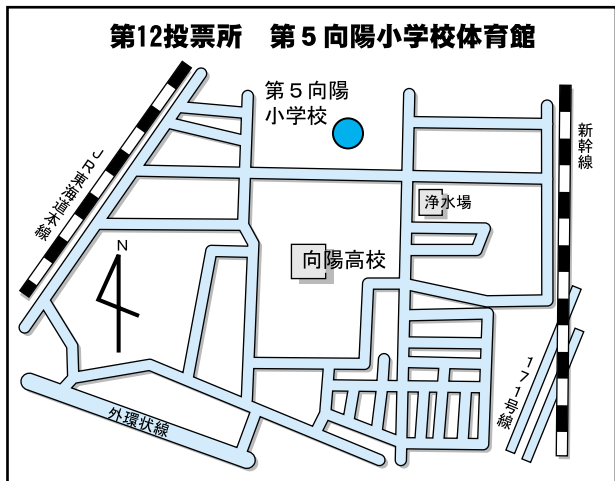 第12投票所　第５向陽小学校体育館
第５向陽
小学校
新幹線
ＪＲ東海道本線
浄水場
N
向陽高校
171号線
外環状線